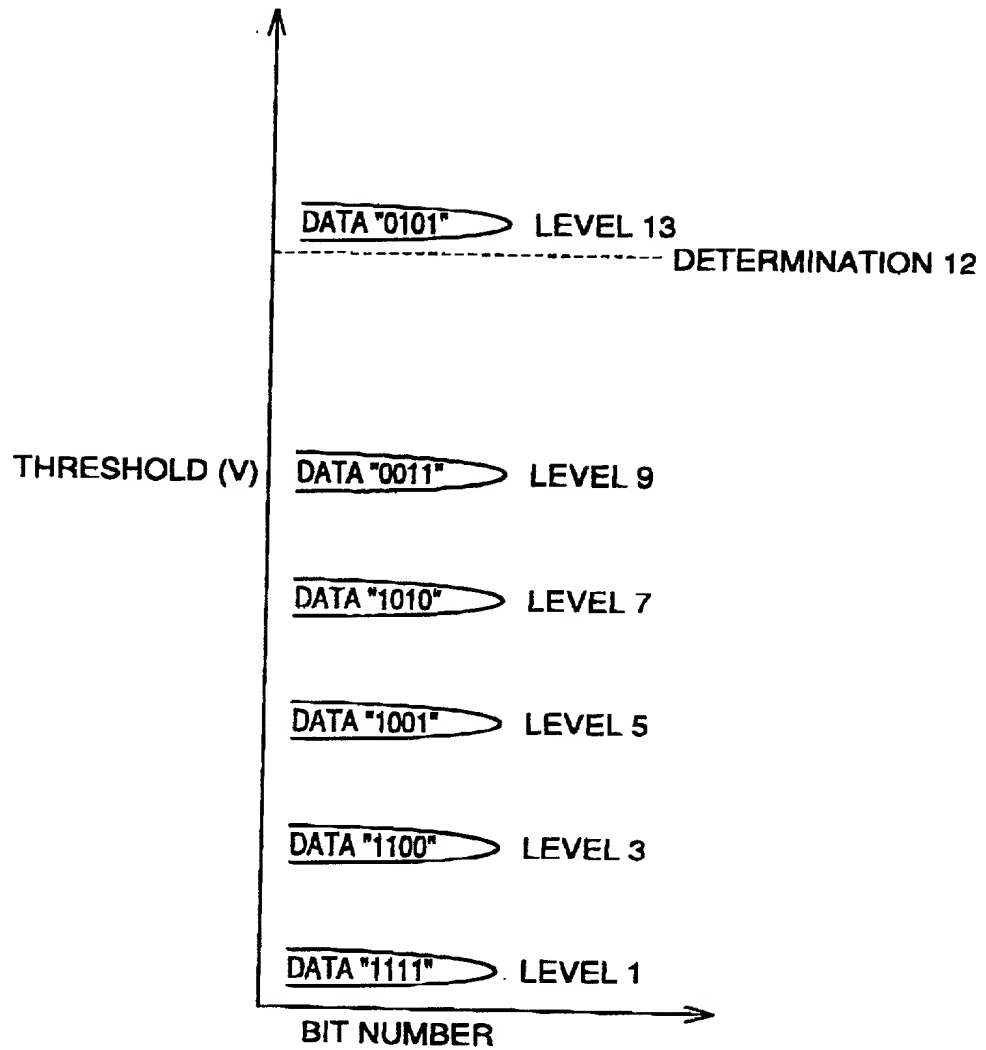 DATA "0101" LEVEL 13
DETERMINATION 12
THRESHOLD (V)
DATA "0011" LEVEL 9
DATA "1010" LEVEL 7
DATA "1001" LEVEL 5
DATA "1100" LEVEL 3
DATA "1111" LEVEL 1
BIT NUMBER